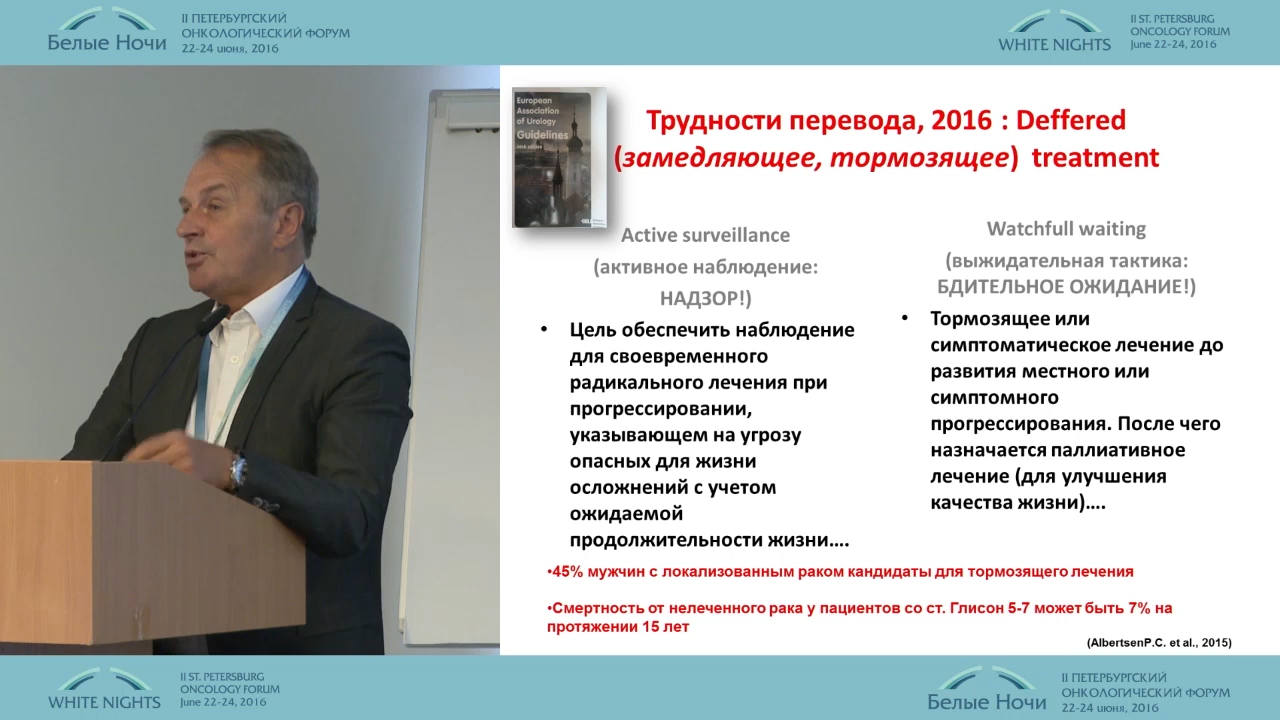 Белые Ночи
II ПЕТЕРБУРГСКИЙ
ОНКОЛОГИЧЕСКИЙ ФОРУМ
22-24 июня, 2016
WHITE NIGHTS
II ST. PETERSBURG
ONCOLOGY FORUM
June 22-24, 2016
European
Association
of Urology
Guidelines
Трудности перевода, 2016 : Deffered
(замедляющее, тормозящее) treatment
Active surveillance
(активное наблюдение:
НАДЗОР!)
• Цель обеспечить наблюдение
для своевременного
радикального лечения при
прогрессировании,
указывающем на угрозу
опасных для жизни
осложнений с учетом
ожидаемой
продолжительности жизни....
Watchfull waiting
(выжидательная тактика:
БДИТЕЛЬНОЕ ОЖИДАНИЕ!)
• Тормозящее или
симптоматическое лечение до
развития местного или
симптомного
прогрессирования. После чего
назначается паллиативное
лечение (для улучшения
качества жизни)....
•45% мужчин с локализованным раком кандидаты для тормозящего лечения
•Смертность от нелеченного рака у пациентов со ст. Глисон 5-7 может быть 7% на
протяжении 15 лет
(AlbertsenP.C. et al., 2015)
WHITE NIGHTS
II ST. PETERSBURG
ONCOLOGY FORUM
June 22-24, 2016
Белые Ночи
II ПЕТЕРБУРГСКИЙ
ОНКОЛОГИЧЕСКИЙ ФОРУМ
22-24 июня, 2016